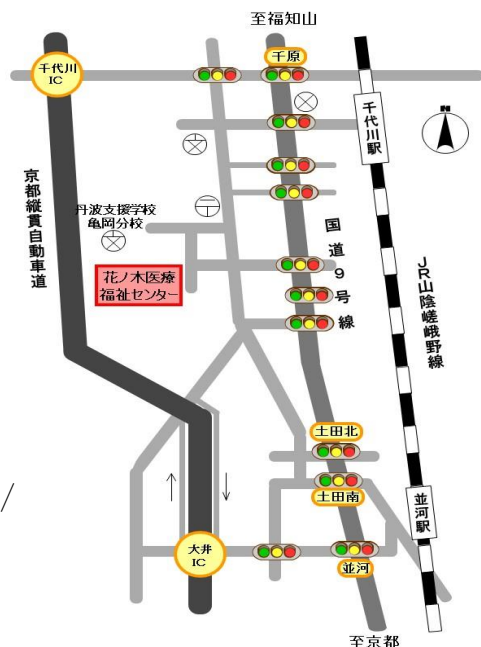 至福知山
千代川
IC
千原
千代川駅
京都縦貫自動車道
丹波支援学校
亀岡分校
花ノ木医療
福祉センター
国道9号線
JR山陰嵯峨野線
土田北
土田南
並河駅
大井
IC
並河
至京都